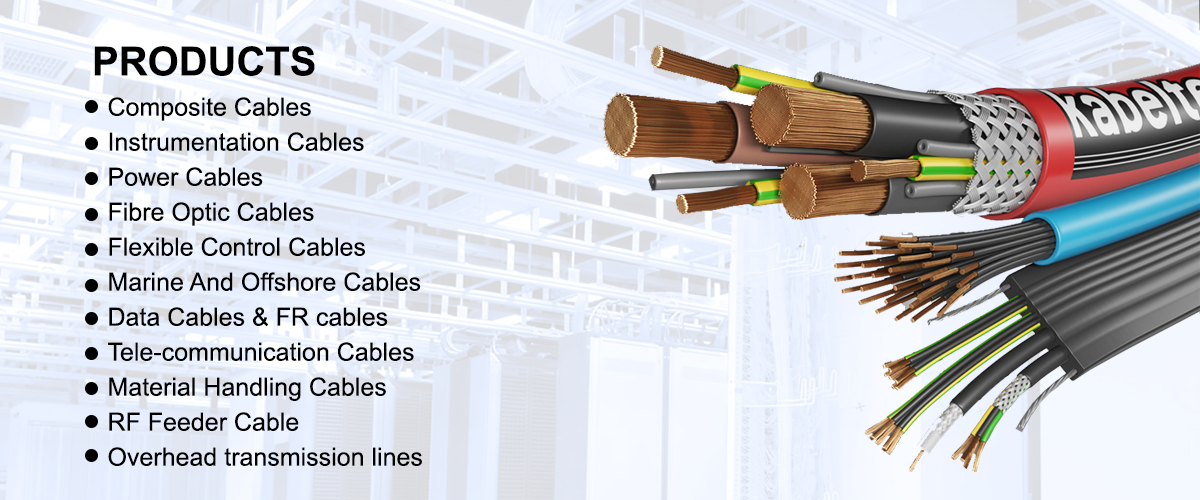 PRODUCTS
Composite Cables
Instrumentation Cables
Power Cables
Fibre Optic Cables
Flexible Control Cables
Marine And Offshore Cables
Data Cables & FR cables
Tele-communication Cables
Material Handling Cables
RF Feeder Cable
Overhead transmission lines